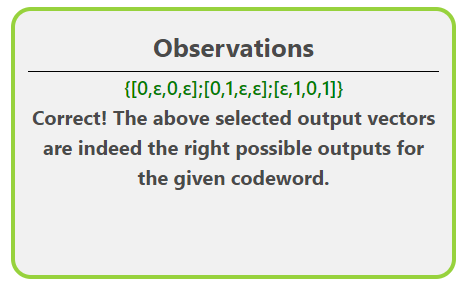 Observations
{[0,ε,0,ε];[0,1,ε,ε];[ε,1,0,1]}
Correct! The above selected output vectors
are indeed the right possible outputs for
the given codeword.